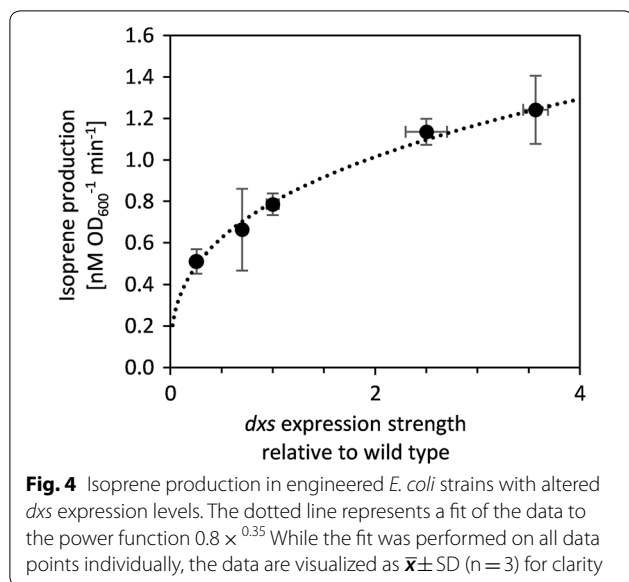 1.6
1.4
1.2
1.0
0.8
0.6
0.4
0.2
0.0
Isoprene production
[nM OD₆₀₀⁻¹ min⁻¹]
0 2 4
dxs expression strength
relative to wild type
Fig. 4 Isoprene production in engineered E. coli strains with altered
dxs expression levels. The dotted line represents a fit of the data to
the power function 0.8 × ⁰·³⁵ While the fit was performed on all data
points individually, the data are visualized as x̅ ± SD (n = 3) for clarity